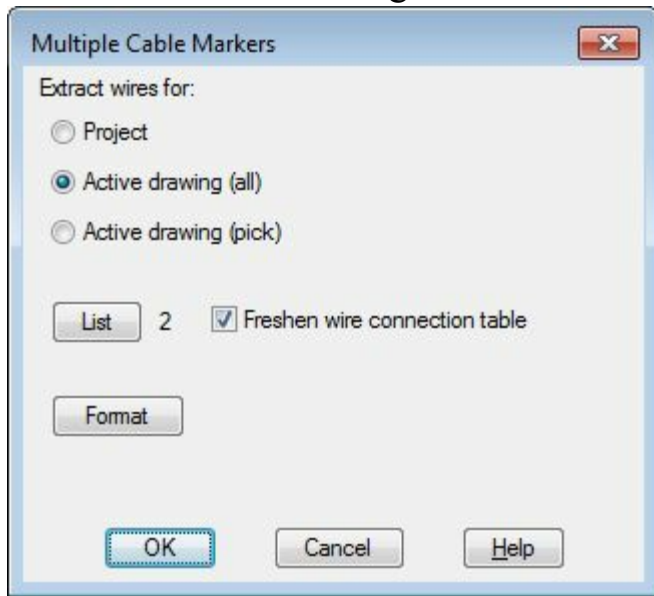 Multiple Cable Markers
Extract wires for:
Project
Active drawing (all)
Active drawing (pick)
List 2 Freshen wire connection table
Format
OK Cancel Help